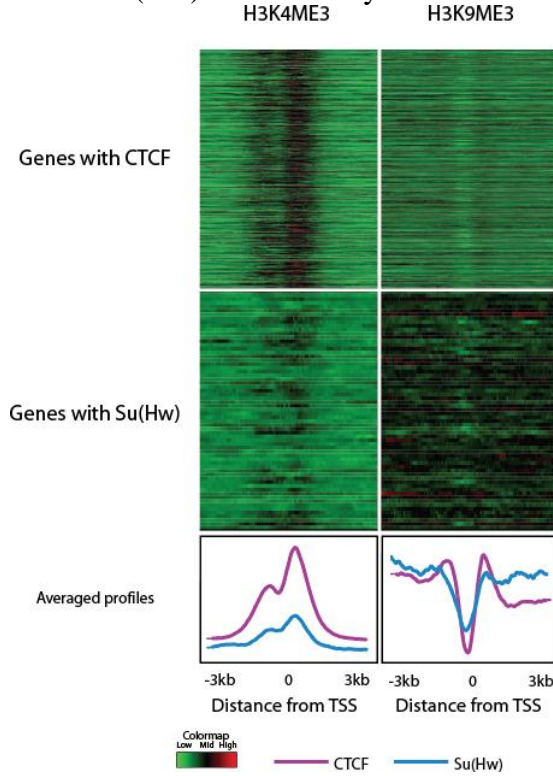 H3K4ME3 H3K9ME3
Genes with CTCF
Genes with Su(Hw)
Averaged profiles
-3kb 0 3kb -3kb 0 3kb
Distance from TSS Distance from TSS
Colormap
Low Mid High
CTCF Su(Hw)